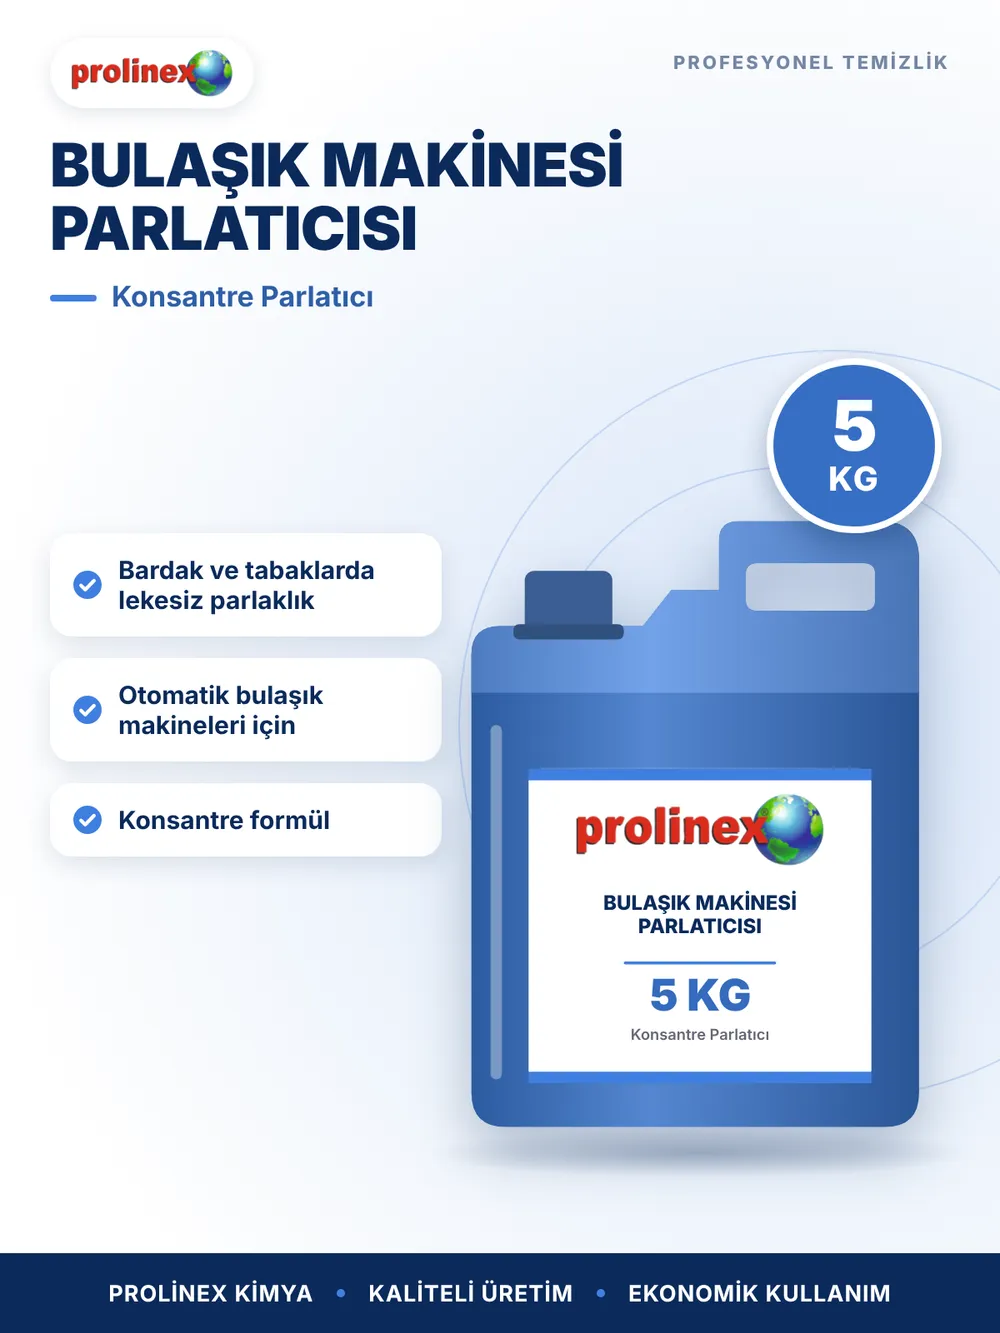 prolinex
PROFESYONEL TEMİZLİK
BULAŞIK MAKİNESİ
PARLATICISI
Konsantre Parlatıcı
5
KG
Bardak ve tabaklarda
lekesiz parlaklık
Otomatik bulaşık
makineleri için
Konsantre formül
prolinex®
BULAŞIK MAKİNESİ
PARLATICISI
5 KG
Konsantre Parlatıcı
PROLİNEX KİMYA • KALİTELİ ÜRETİM • EKONOMİK KULLANIM